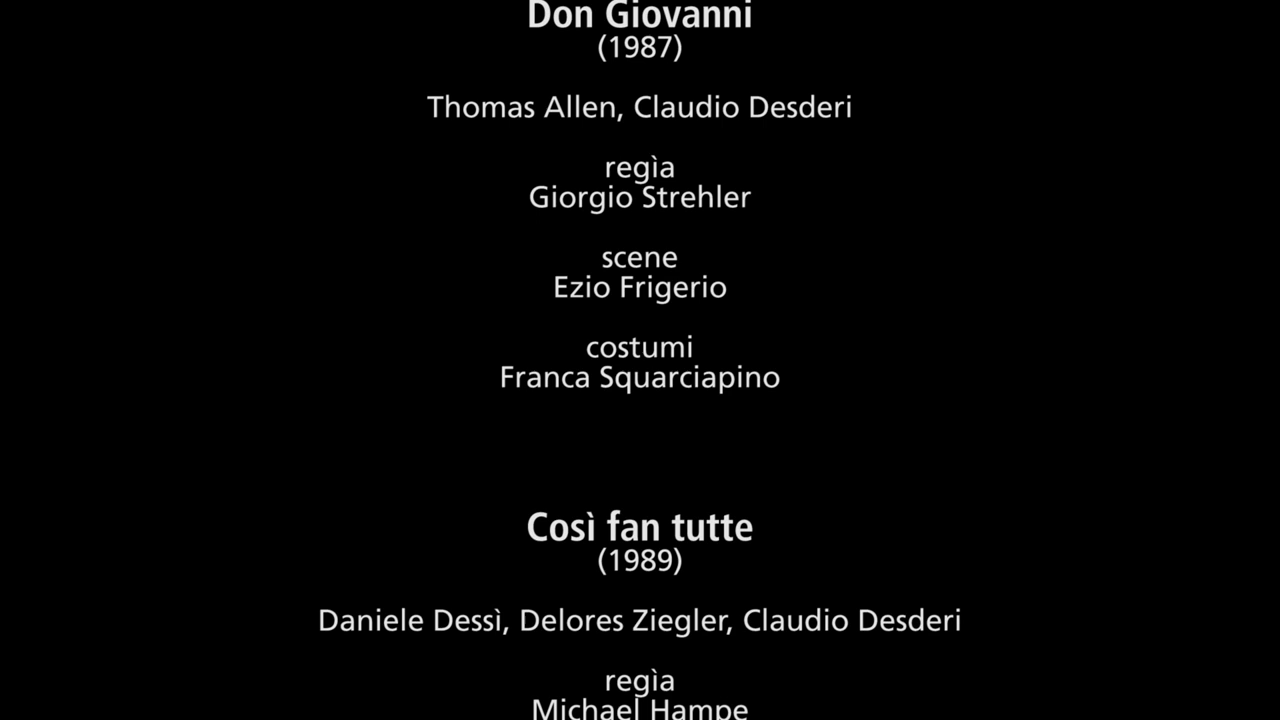 Don Giovanni
(1987)
Thomas Allen, Claudio Desderi
regìa
Giorgio Strehler
scene
Ezio Frigerio
costumi
Franca Squarciapino
Così fan tutte
(1989)
Daniele Dessì, Delores Ziegler, Claudio Desderi
regìa
Michael Hampe